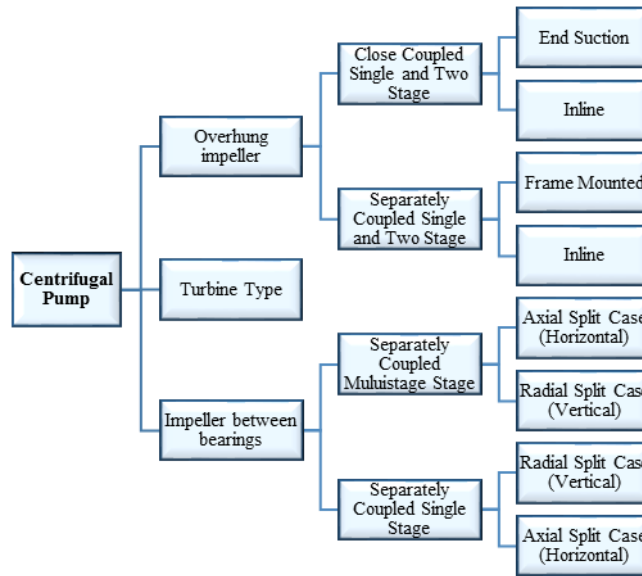 Centrifugal
Pump
Overhung
impeller
Turbine Type
Impeller between
bearings
Close Coupled
Single and Two
Stage
Separately
Coupled Single
and Two Stage
Separately
Coupled
Muluistage Stage
Separately
Coupled Single
Stage
End Suction
Inline
Frame Mounted
Inline
Axial Split Case
(Horizontal)
Radial Split Case
(Vertical)
Radial Split Case
(Vertical)
Axial Split Case
(Horizontal)